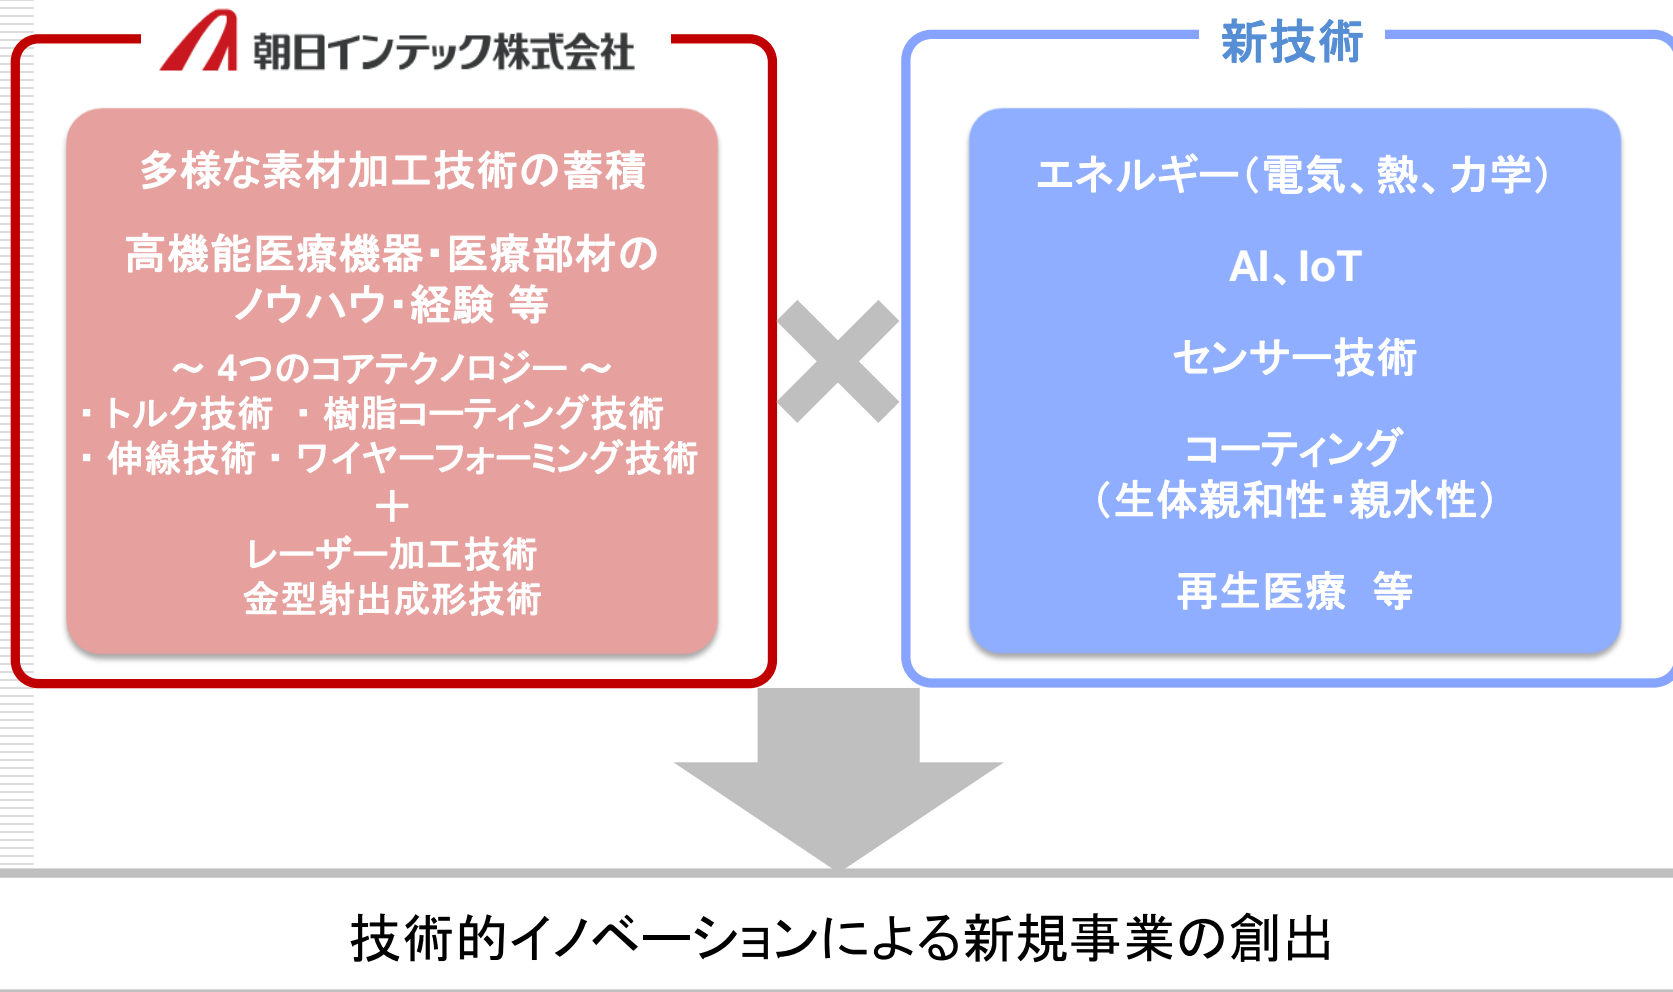 朝日インテック株式会社
多様な素材加工技術の蓄積
高機能医療機器・医療部材の
ノウハウ・経験 等
～ 4つのコアテクノロジー ～
・トルク技術 ・樹脂コーティング技術
・伸線技術・ワイヤーフォーミング技術
＋
レーザー加工技術
金型射出成形技術
新技術
エネルギー（電気、熱、力学）
AI、IoT
センサー技術
コーティング
（生体親和性・親水性）
再生医療 等
技術的イノベーションによる新規事業の創出